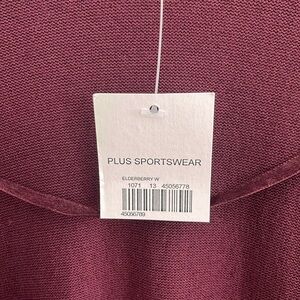 PLUS SPORTSWEAR
ELDERBERRY W
1071 13 45056778
45056789